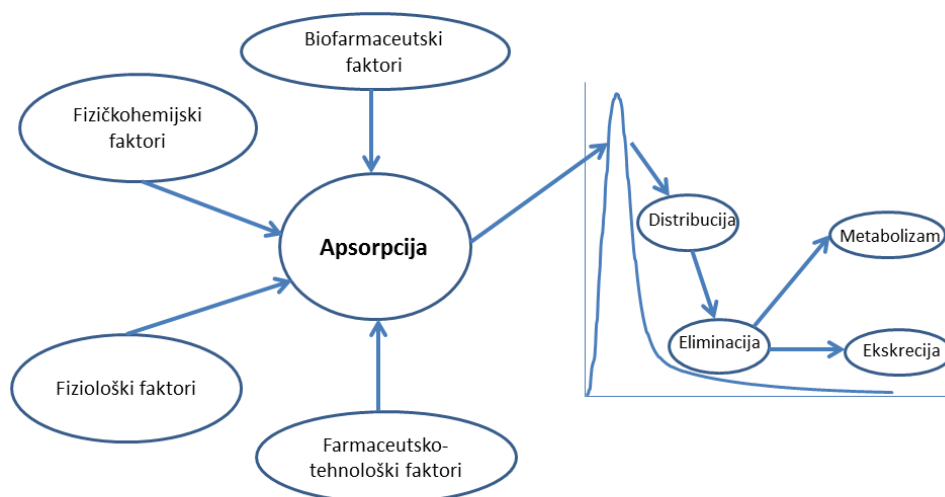 Biofarmaceutski
faktori
Fizičkohemijski
faktori
Apsorpcija
Distribucija
Metabolizam
Eliminacija
Ekskrecija
Fiziološki faktori
Farmaceutsko-
tehnološki faktori